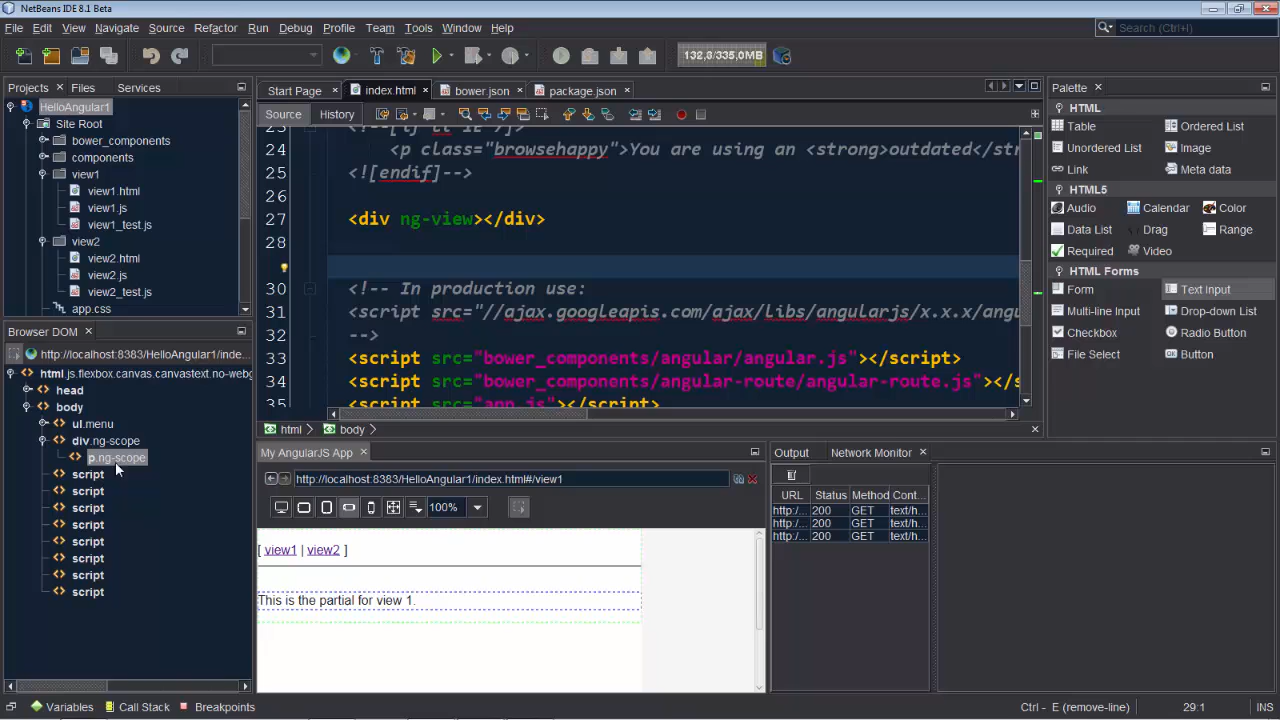 NetBeans IDE 8.1 Beta
File Edit View Navigate Source Refactor Run Debug Profile Team Tools Window Help
Search (Ctrl+I)
132,8/335,0MB
Projects Files Services
HelloAngular1
Site Root
bower_components
components
view1
view1.html
view1.js
view1_test.js
view2
view2.html
view2.js
view2_test.js
app.css
Browser DOM
http://localhost:8383/HelloAngular1/inde...
html.js.flexbox.canvas.canvastext.no-webg
head
body
ul.menu
div.ng-scope
p.ng-scope
script
script
script
script
script
script
script
script
Start Page index.html bower.json package.json
Source History
24 <p class="browsehappy">You are using an <strong>outdated</str
25 <![endif]-->
26
27 <div ng-view></div>
28
30 <!-- In production use:
31 <script src="//ajax.googleapis.com/ajax/libs/angularjs/x.x.x/angu
32 -->
33 <script src="bower_components/angular/angular.js"></script>
34 <script src="bower_components/angular-route/angular-route.js"></s
<script src="app.js"></script>
html body
My AngularJS App
http://localhost:8383/HelloAngular1/index.html#/view1
100%
[ view1 | view2 ]
This is the partial for view 1.
Output Network Monitor
URL Status Method Cont...
http:/... 200 GET text/h...
http:/... 200 GET text/h...
http:/... 200 GET text/h...
Palette
HTML
Table Ordered List
Unordered List Image
Link Meta data
HTML5
Audio Calendar Color
Data List Drag Range
Required Video
HTML Forms
Form Text Input
Multi-line Input Drop-down List
Checkbox Radio Button
File Select Button
Variables Call Stack Breakpoints
Ctrl - E (remove-line) 29:1 INS